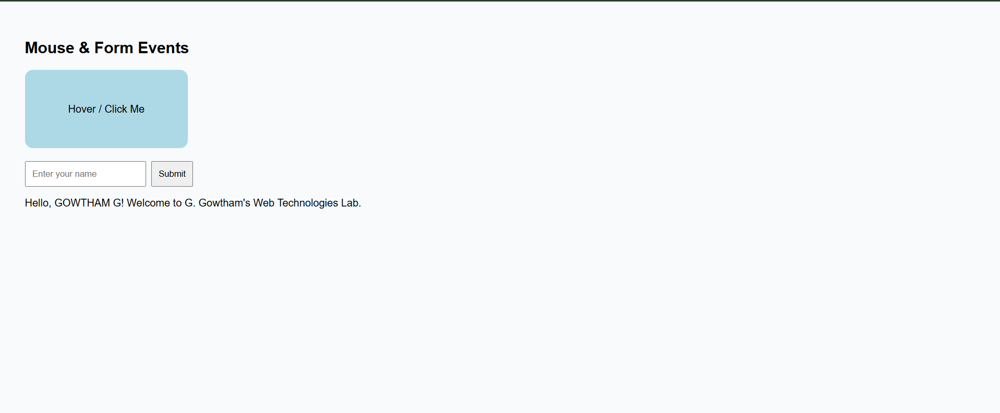 Mouse & Form Events
Hover / Click Me
Enter your name
Submit
Hello, GOWTHAM G! Welcome to G. Gowtham's Web Technologies Lab.